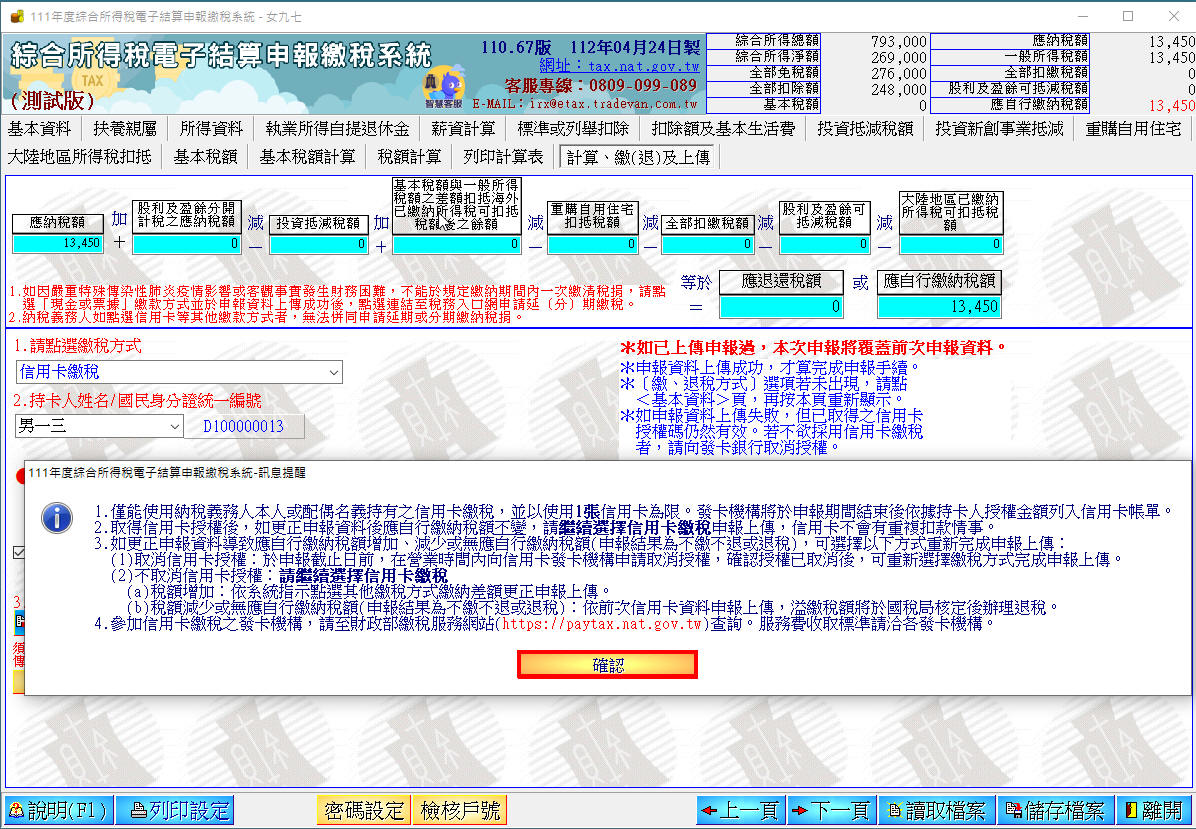 111年度綜合所得稅電子結算申報繳稅系統 - 女九七
綜合所得稅電子結算申報繳稅系統
TAX
(測試版)
110.67版 112年04月24日製
網址：tax.nat.gov.tw
客服專線：0809-099-089
E-MAIL：irx@etax.tradevan.com.tw
智慧客服
綜合所得總額 793,000 應納稅額 13,450
綜合所得淨額 269,000 一般所得稅額 13,450
全部免稅額 276,000 全部扣繳稅額 0
全部扣除額 248,000 股利及盈餘可抵減稅額 0
基本稅額 0 應自行繳納稅額 13,450
基本資料 扶養親屬 所得資料 執業所得自提退休金 薪資計算 標準或列舉扣除 扣除額及基本生活費 投資抵減稅額 投資新創事業抵減 重購自用住宅
大陸地區所得稅扣抵 基本稅額 基本稅額計算 稅額計算 列印計算表 計算、繳(退)及上傳
應納稅額
13,450
加
＋
股利及盈餘分開
計稅之應納稅額
0
減
－
投資抵減稅額
0
加
＋
基本稅額與一般所得
稅額之差額扣抵海外
已繳納所得稅可扣抵
稅額後之餘額
0
減
－
重購自用住宅
扣抵稅額
0
減
－
全部扣繳稅額
0
減
－
股利及盈餘可
抵減稅額
0
減
－
大陸地區已繳納
所得稅可扣抵稅
額
0
等於
＝
應退還稅額
0
或
應自行繳納稅額
13,450
1.如因嚴重特殊傳染性肺炎疫情影響或客觀事實發生財務困難，不能於規定繳納期間內一次繳清稅捐，請點
選「現金或票據」繳款方式並於申報資料上傳成功後，點選連結至稅務入口網申請延（分）期繳稅。
2.納稅義務人如點選信用卡等其他繳款方式者，無法併同申請延期或分期繳納稅捐。
1.請點選繳稅方式
信用卡繳稅
2.持卡人姓名/國民身分證統一編號
男一三 D100000013
＊如已上傳申報過，本次申報將覆蓋前次申報資料。
＊申報資料上傳成功，才算完成申報手續。
＊〔繳、退稅方式〕選項若未出現，請點
＜基本資料＞頁，再按本頁重新顯示。
＊如申報資料上傳失敗，但已取得之信用卡
授權碼仍然有效。若不欲採用信用卡繳稅
者，請向發卡銀行取消授權。
111年度綜合所得稅電子結算申報繳稅系統-訊息提醒
1.僅能使用納稅義務人本人或配偶名義持有之信用卡繳稅，並以使用1張信用卡為限。發卡機構將於申報期間結束後依據持卡人授權金額列入信用卡帳單。
2.取得信用卡授權後，如更正申報資料後應自行繳納稅額不變，請繼續選擇信用卡繳稅申報上傳，信用卡不會有重複扣款情事。
3.如更正申報資料導致應自行繳納稅額增加、減少或無應自行繳納稅額(申報結果為不繳不退或退稅)，可選擇以下方式重新完成申報上傳：
(1)取消信用卡授權：於申報截止日前，在營業時間內向信用卡發卡機構申請取消授權，確認授權已取消後，可重新選擇繳稅方式完成申報上傳。
(2)不取消信用卡授權：請繼續選擇信用卡繳稅
(a)稅額增加：依系統指示點選其他繳稅方式繳納差額更正申報上傳。
(b)稅額減少或無應自行繳納稅額(申報結果為不繳不退或退稅)：依前次信用卡資料申報上傳，溢繳稅額將於國稅局核定後辦理退稅。
4.參加信用卡繳稅之發卡機構，請至財政部繳稅服務網站(https://paytax.nat.gov.tw)查詢。服務費收取標準請洽各發卡機構。
確認
3
須
傳
說明(F1) 列印設定 密碼設定 檢核戶號 上一頁 下一頁 讀取檔案 儲存檔案 離開